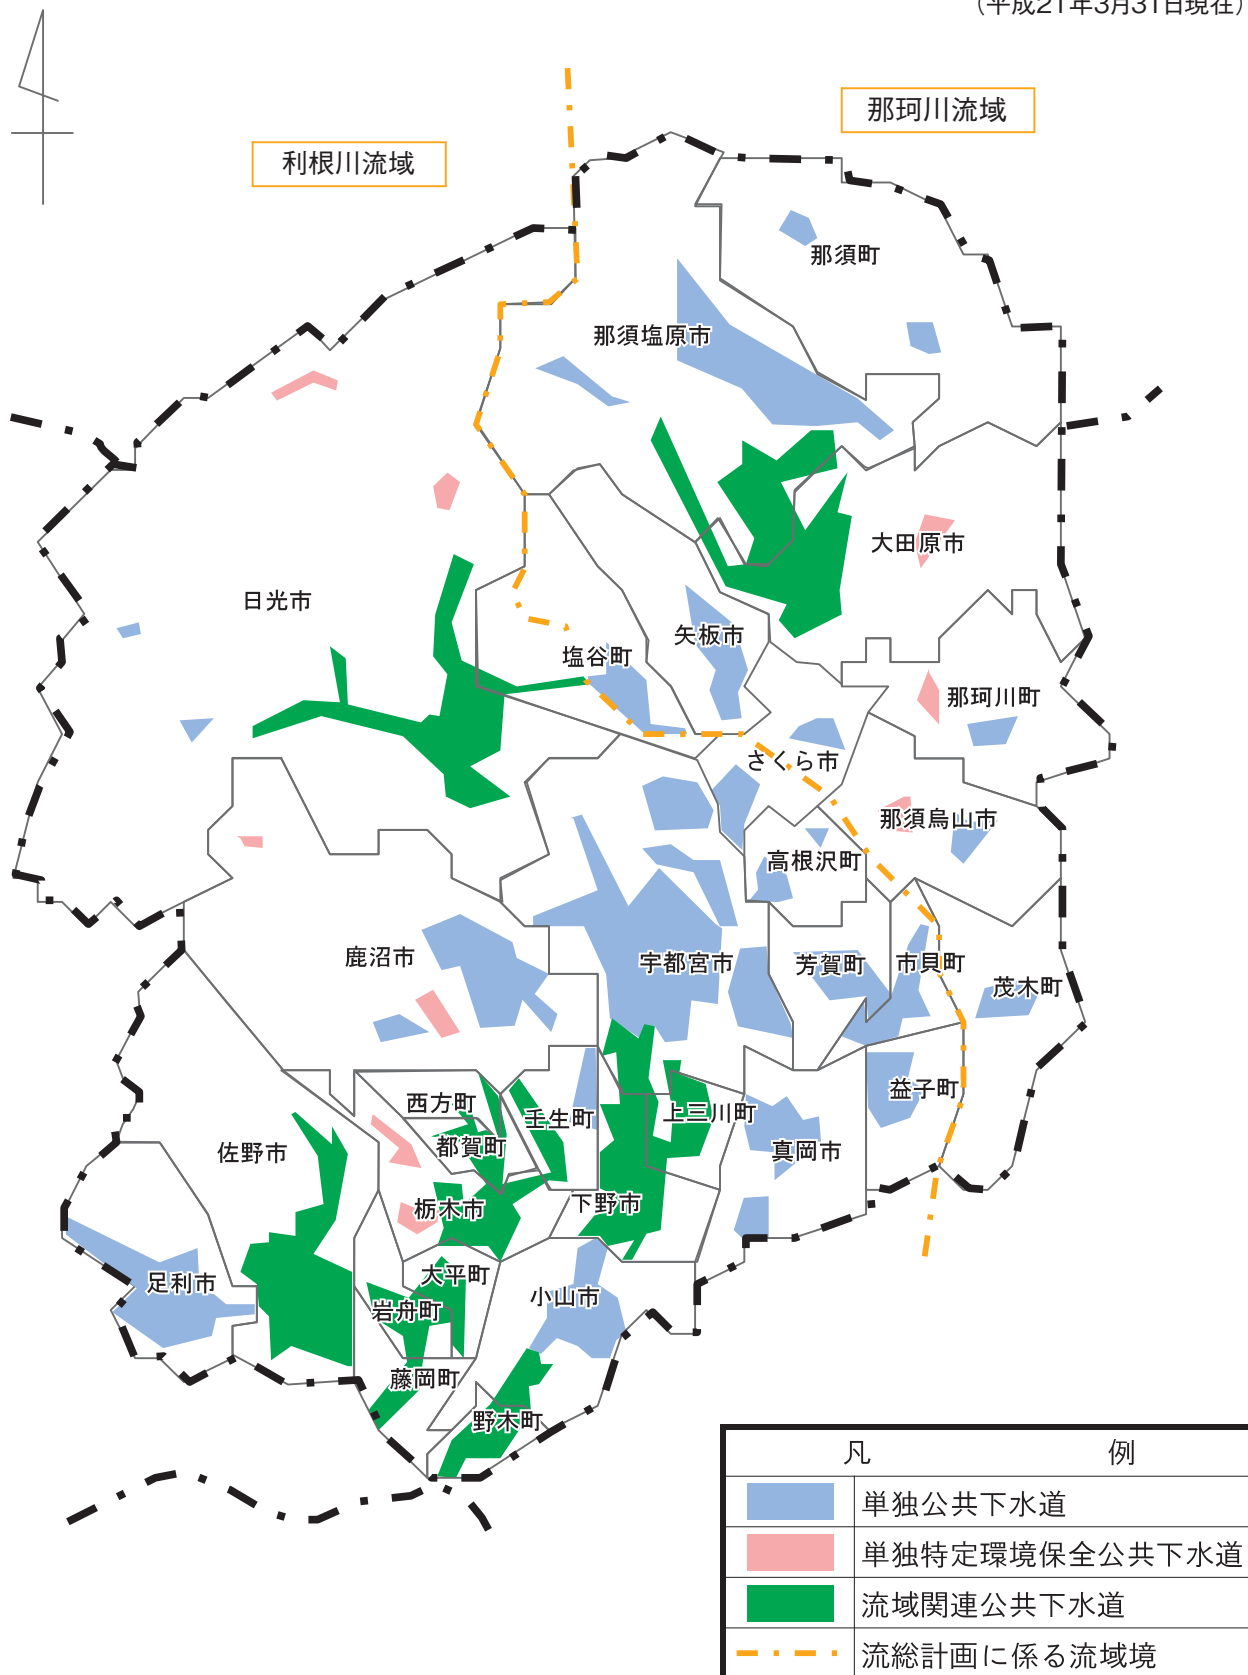 （平成21年3月31日現在）
那珂川流域
利根川流域
那須町
那須塩原市
大田原市
日光市
矢板市
塩谷町
那珂川町
さくら市
那須烏山市
高根沢町
鹿沼市
宇都宮市
芳賀町
市貝町
茂木町
益子町
西方町
壬生町
上三川町
都賀町
佐野市
真岡市
栃木市
下野市
大平町
足利市
小山市
岩舟町
藤岡町
野木町
凡 例
単独公共下水道
単独特定環境保全公共下水道
流域関連公共下水道
流総計画に係る流域境